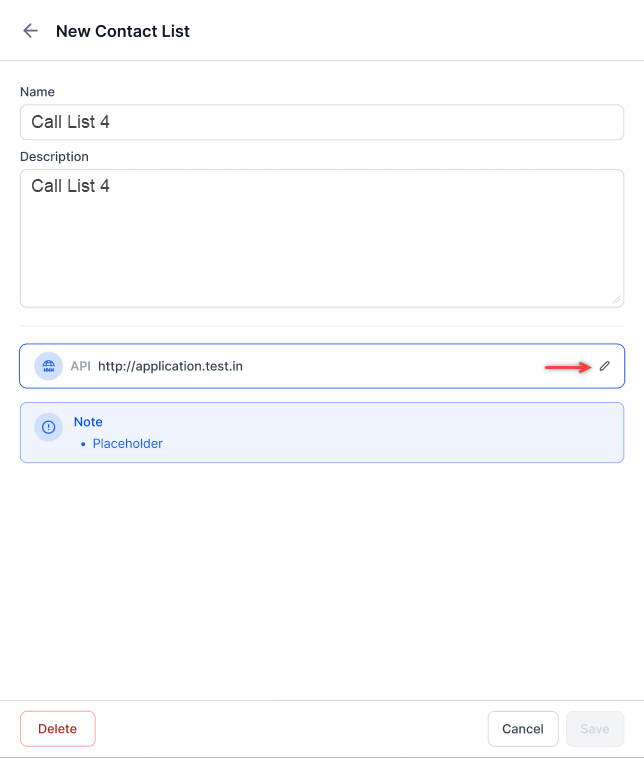 New Contact List
Name
Call List 4
Description
Call List 4
API http://application.test.in
Note
• Placeholder
Delete
Cancel
Save